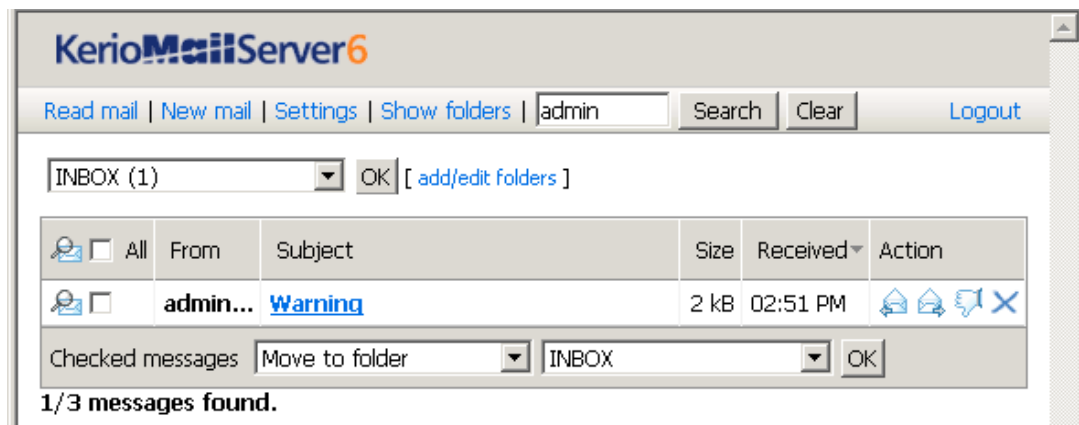 KerioMailServer6
Read mail | New mail | Settings | Show folders | admin Search Clear Logout
INBOX (1) OK [ add/edit folders ]
All From Subject Size Received Action
admin... Warning 2 kB 02:51 PM
Checked messages Move to folder INBOX OK
1/3 messages found.